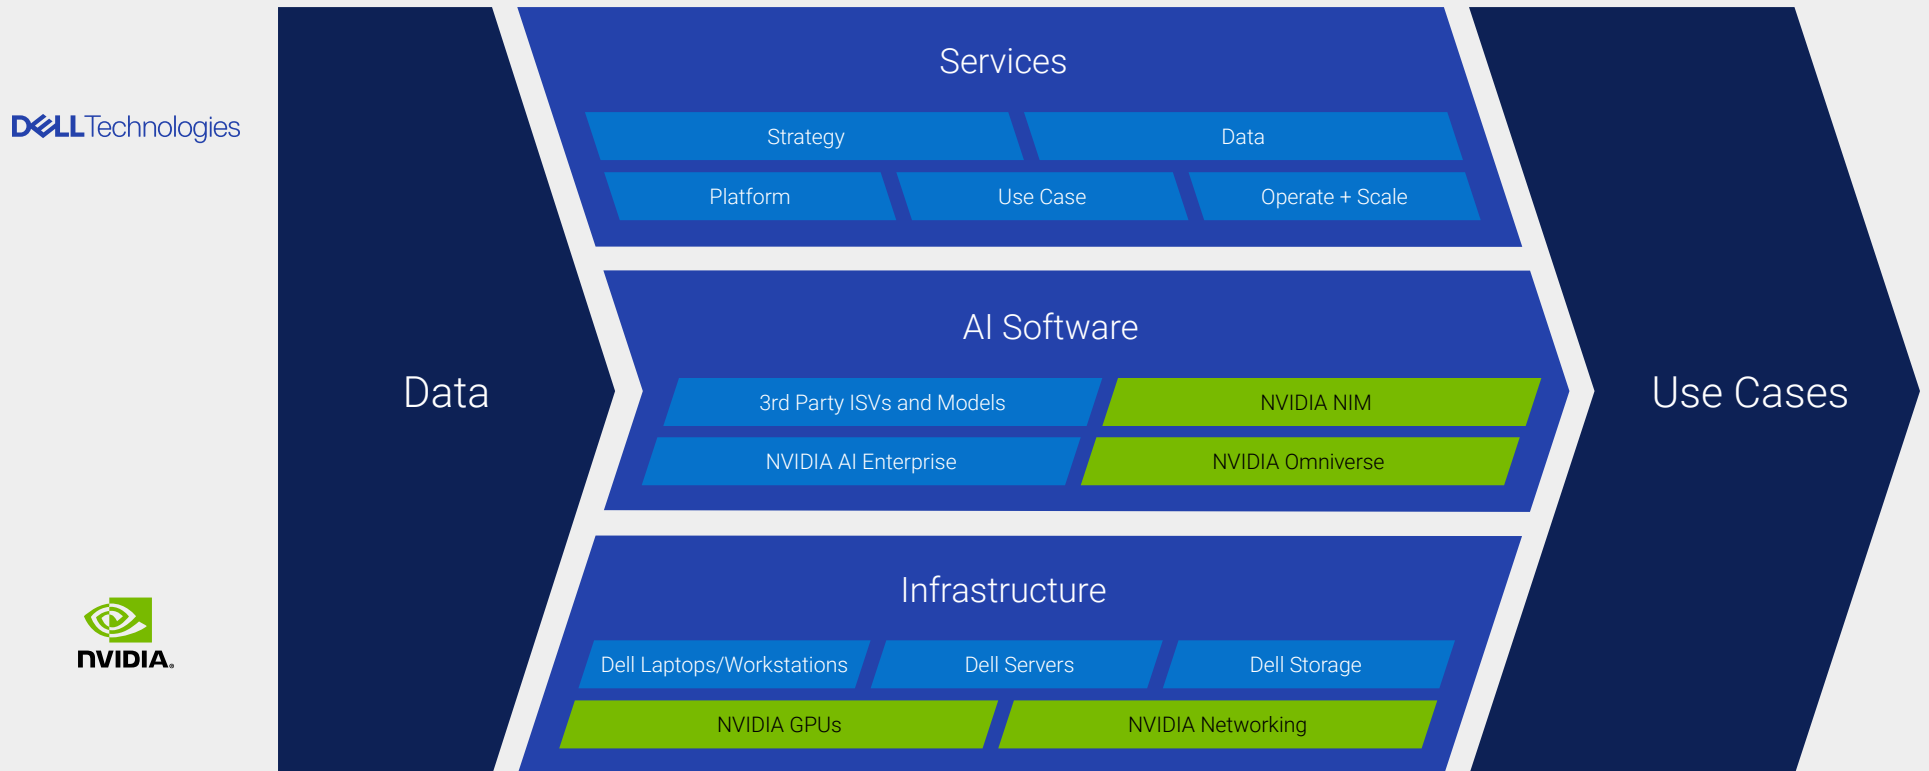 DELLTechnologies
NVIDIA.
Data
Services
Strategy
Data
Platform
Use Case
Operate + Scale
AI Software
3rd Party ISVs and Models
NVIDIA NIM
NVIDIA AI Enterprise
NVIDIA Omniverse
Infrastructure
Dell Laptops/Workstations
Dell Servers
Dell Storage
NVIDIA GPUs
NVIDIA Networking
Use Cases